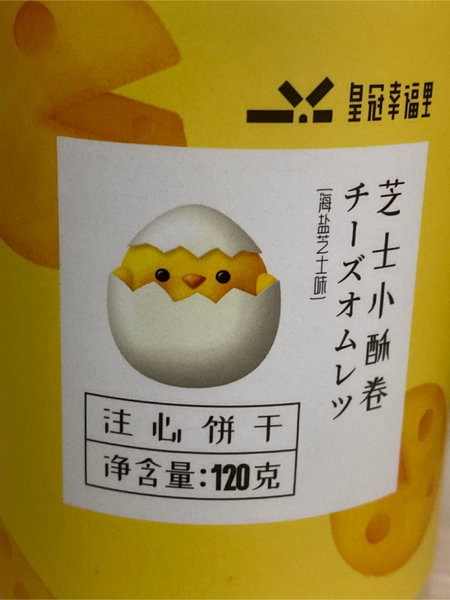 皇冠幸福里
芝士小酥卷
チーズオムレツ
[海盐芝士味]
注心饼干
净含量:120克